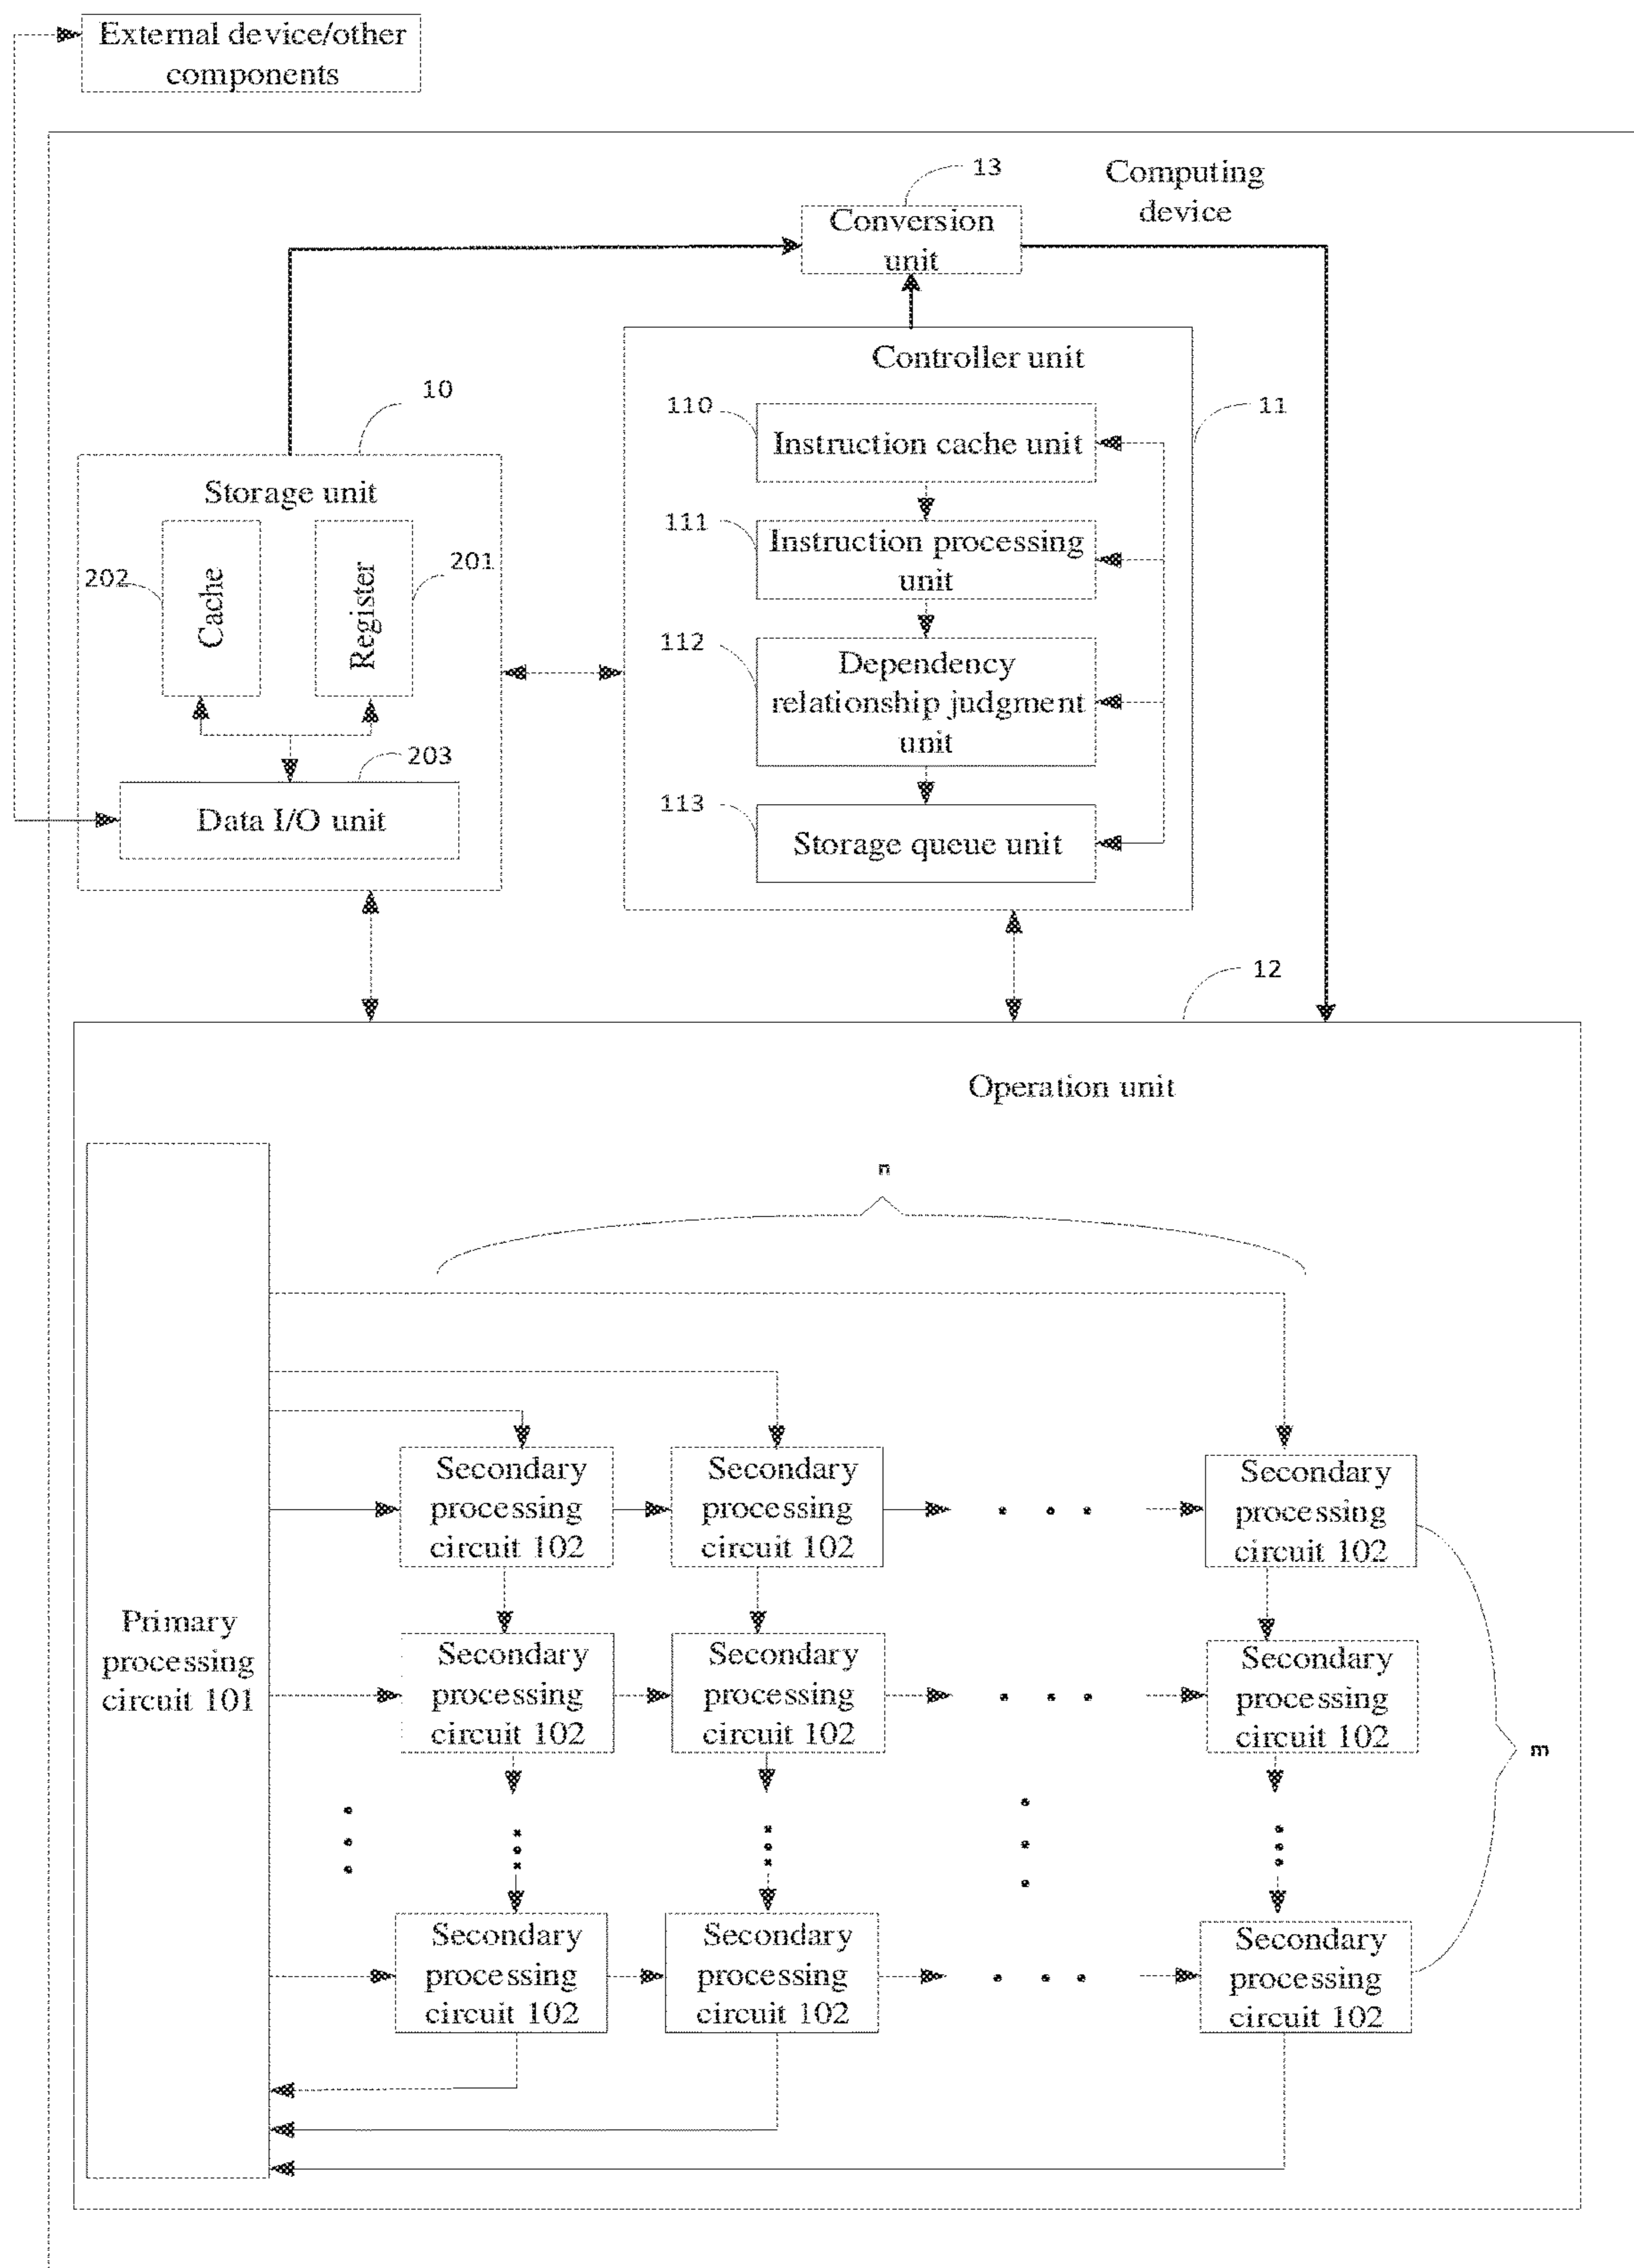 External device/other
components
13
Computing
device
Conversion
unit
Controller unit
10
110
11
Instruction cache unit
Storage unit
111
Instruction processing
unit
202
Cache
Register
201
112
Dependency
relationship judgment
unit
203
Data I/O unit
113
Storage queue unit
12
Operation unit
n
Primary
processing
circuit 101
Secondary
processing
circuit 102
Secondary
processing
circuit 102
Secondary
processing
circuit 102
Secondary
processing
circuit 102
Secondary
processing
circuit 102
Secondary
processing
circuit 102
m
Secondary
processing
circuit 102
Secondary
processing
circuit 102
Secondary
processing
circuit 102